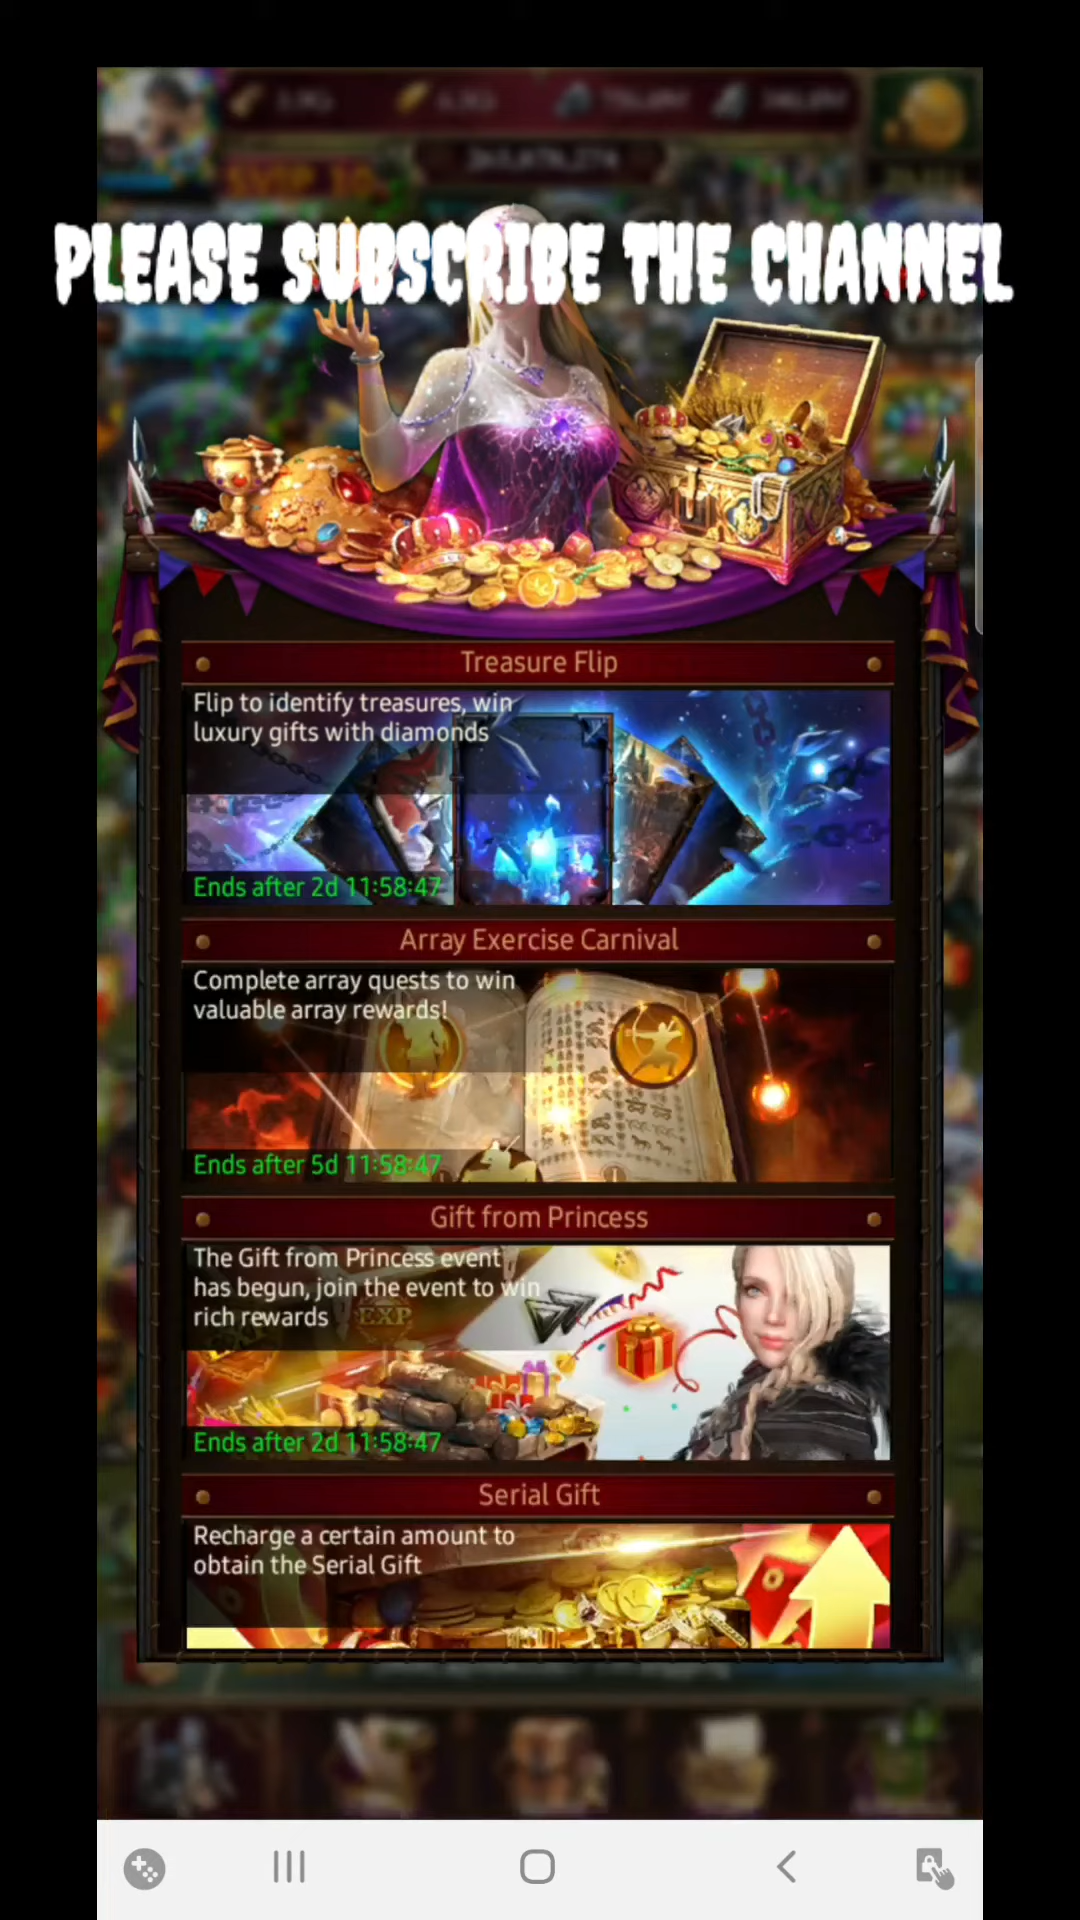 SVIP 10
PLEASE SUBSCRIBE THE CHANNEL
Treasure Flip
Flip to identify treasures, win
luxury gifts with diamonds
Ends after 2d 11:58:47
Array Exercise Carnival
Complete array quests to win
valuable array rewards!
Ends after 5d 11:58:47
Gift from Princess
The Gift from Princess event
has begun, join the event to win
rich rewards
EXP
Ends after 2d 11:58:47
Serial Gift
Recharge a certain amount to
obtain the Serial Gift